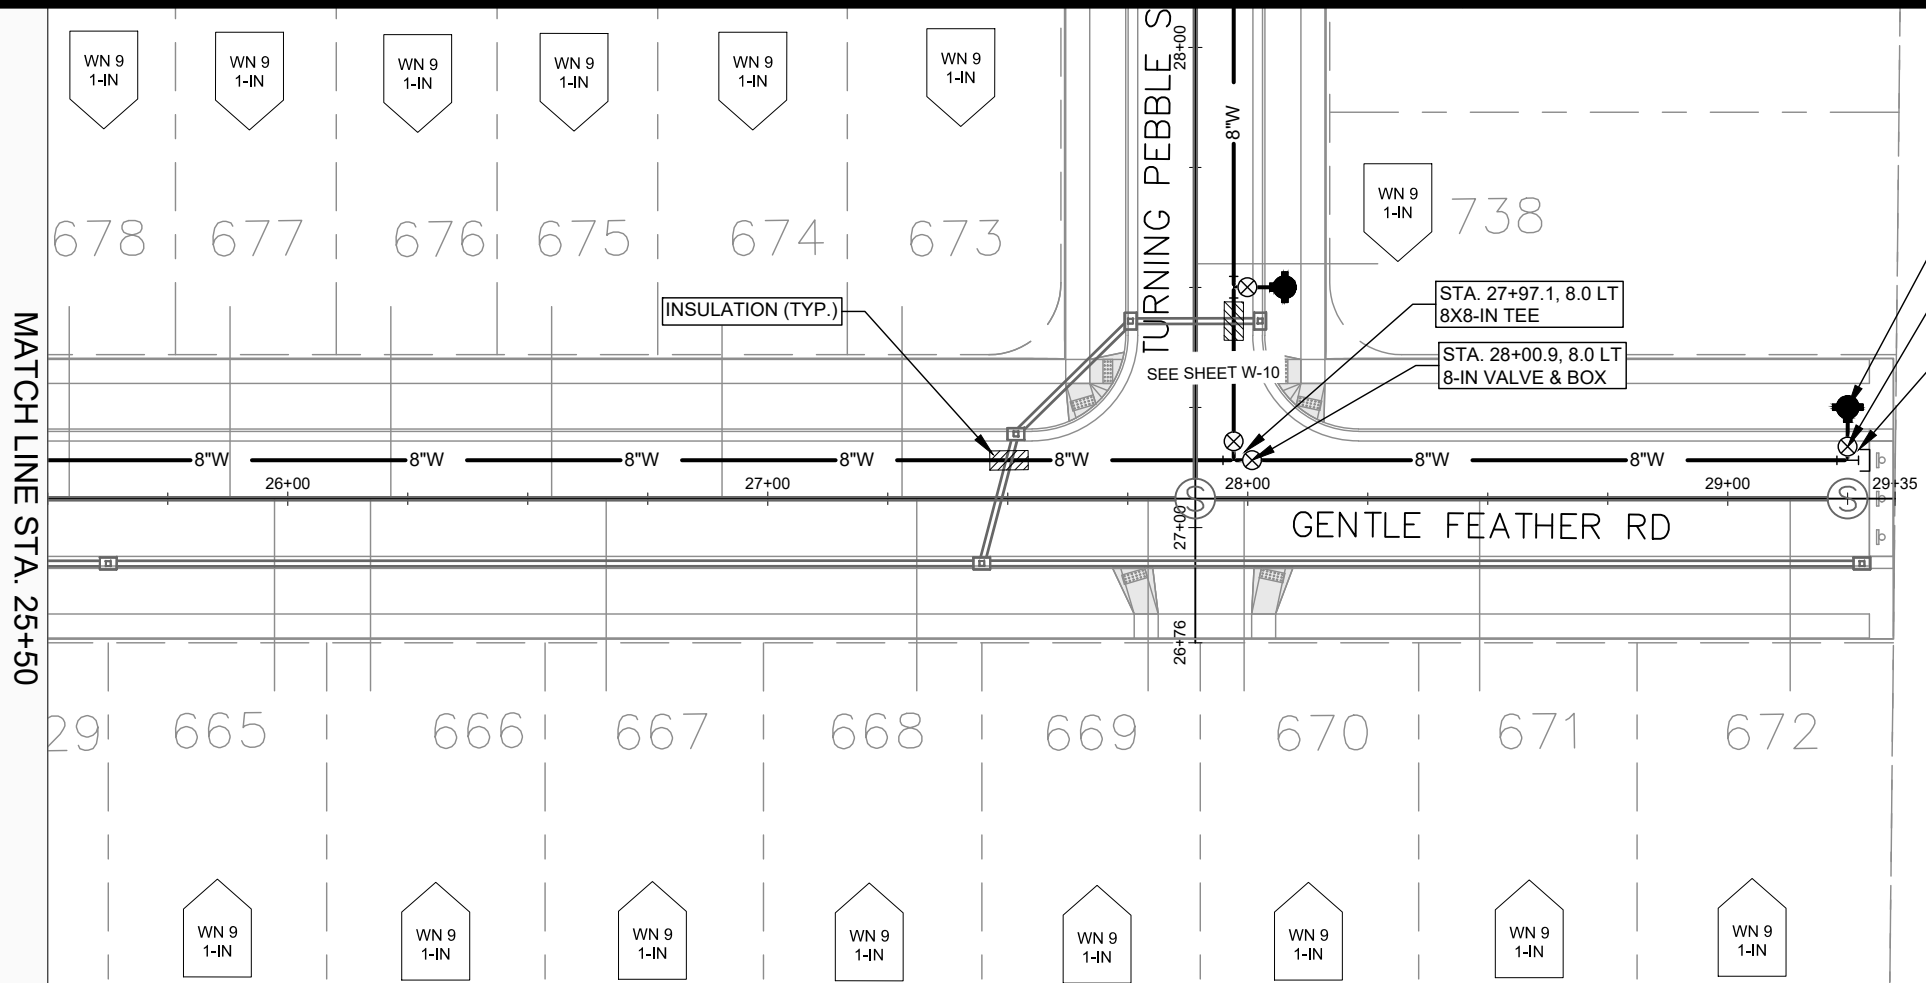 WN 9
1-IN
WN 9
1-IN
WN 9
1-IN
WN 9
1-IN
WN 9
1-IN
WN 9
1-IN
TURNING PEBBLE S
28+00
8"W
WN 9
1-IN
678
677
676
675
674
673
738
INSULATION (TYP.)
STA. 27+97.1, 8.0 LT
8X8-IN TEE
SEE SHEET W-10
STA. 28+00.9, 8.0 LT
8-IN VALVE & BOX
MATCH LINE STA. 25+50
8"W
8"W
8"W
8"W
8"W
8"W
8"W
26+00
27+00
28+00
29+00
29+35
S
S
27+00
GENTLE FEATHER RD
26+76
29
665
666
667
668
669
670
671
672
WN 9
1-IN
WN 9
1-IN
WN 9
1-IN
WN 9
1-IN
WN 9
1-IN
WN 9
1-IN
WN 9
1-IN
WN 9
1-IN